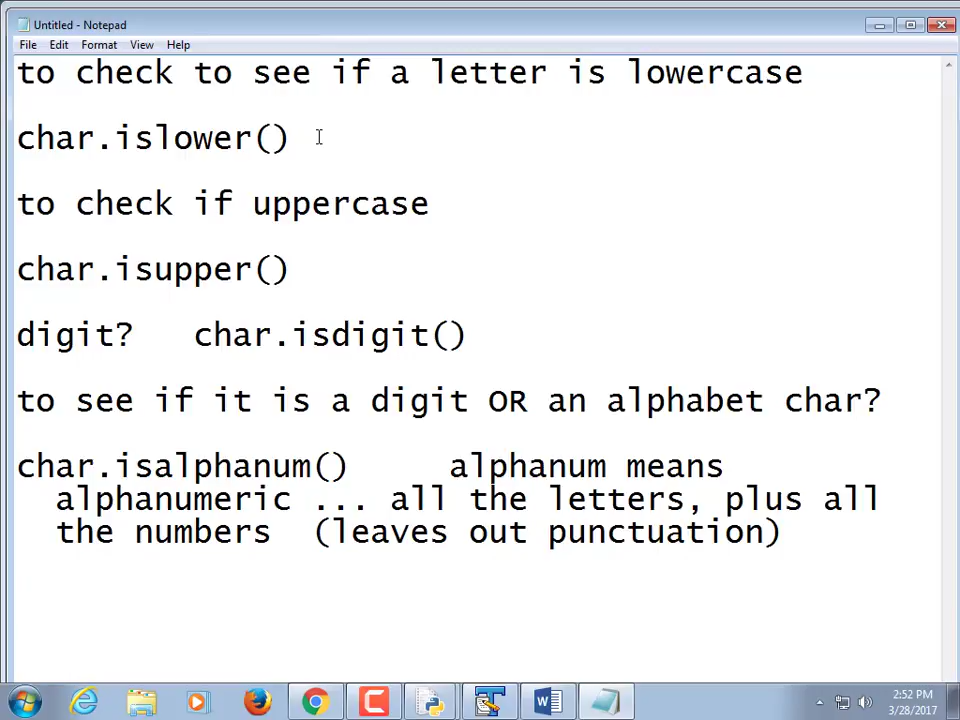 Untitled - Notepad
File Edit Format View Help
to check to see if a letter is lowercase
char.islower()
to check if uppercase
char.isupper()
digit?   char.isdigit()
to see if it is a digit OR an alphabet char?
char.isalphanum()     alphanum means
alphanumeric ... all the letters, plus all
the numbers  (leaves out punctuation)
2:52 PM
3/28/2017